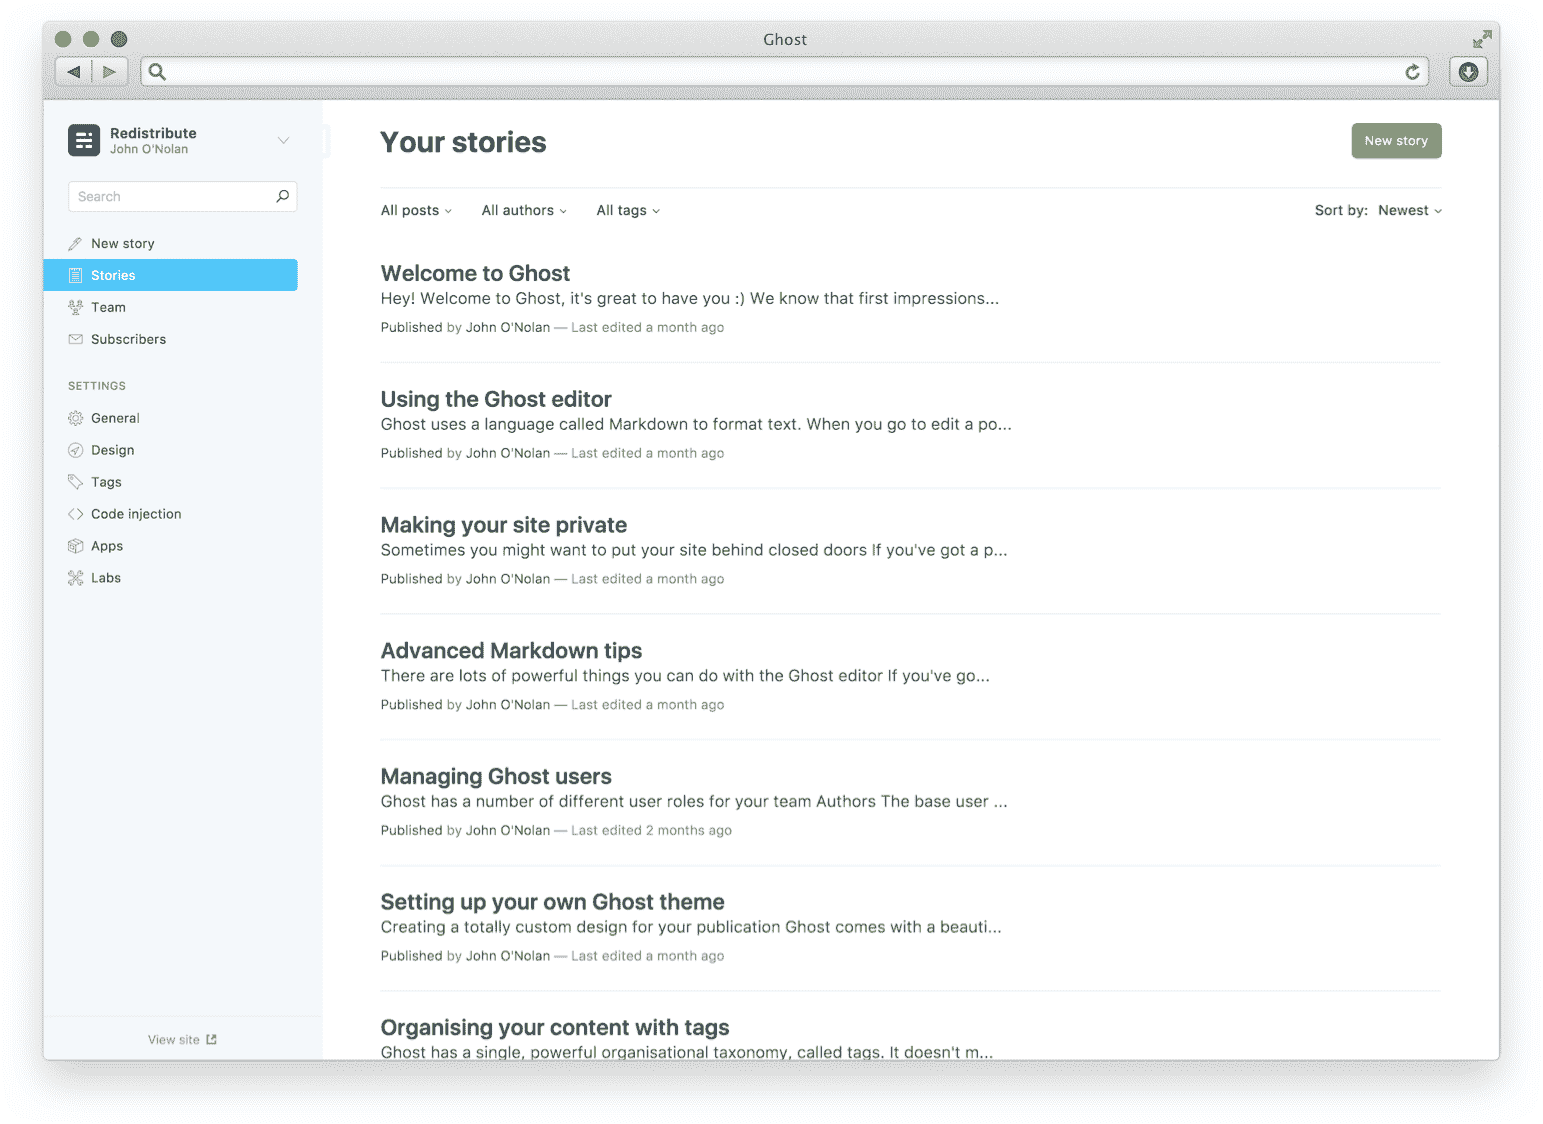 Ghost
Redistribute
John O'Nolan
Search
New story
Stories
Team
Subscribers
SETTINGS
General
Design
Tags
Code injection
Apps
Labs
View site
Your stories
New story
All posts All authors All tags Sort by: Newest
Welcome to Ghost
Hey! Welcome to Ghost, it's great to have you :) We know that first impressions...
Published by John O'Nolan — Last edited a month ago
Using the Ghost editor
Ghost uses a language called Markdown to format text. When you go to edit a po...
Published by John O'Nolan — Last edited a month ago
Making your site private
Sometimes you might want to put your site behind closed doors If you've got a p...
Published by John O'Nolan — Last edited a month ago
Advanced Markdown tips
There are lots of powerful things you can do with the Ghost editor If you've go...
Published by John O'Nolan — Last edited a month ago
Managing Ghost users
Ghost has a number of different user roles for your team Authors The base user ...
Published by John O'Nolan — Last edited 2 months ago
Setting up your own Ghost theme
Creating a totally custom design for your publication Ghost comes with a beauti...
Published by John O'Nolan — Last edited a month ago
Organising your content with tags
Ghost has a single, powerful organisational taxonomy, called tags. It doesn't m...